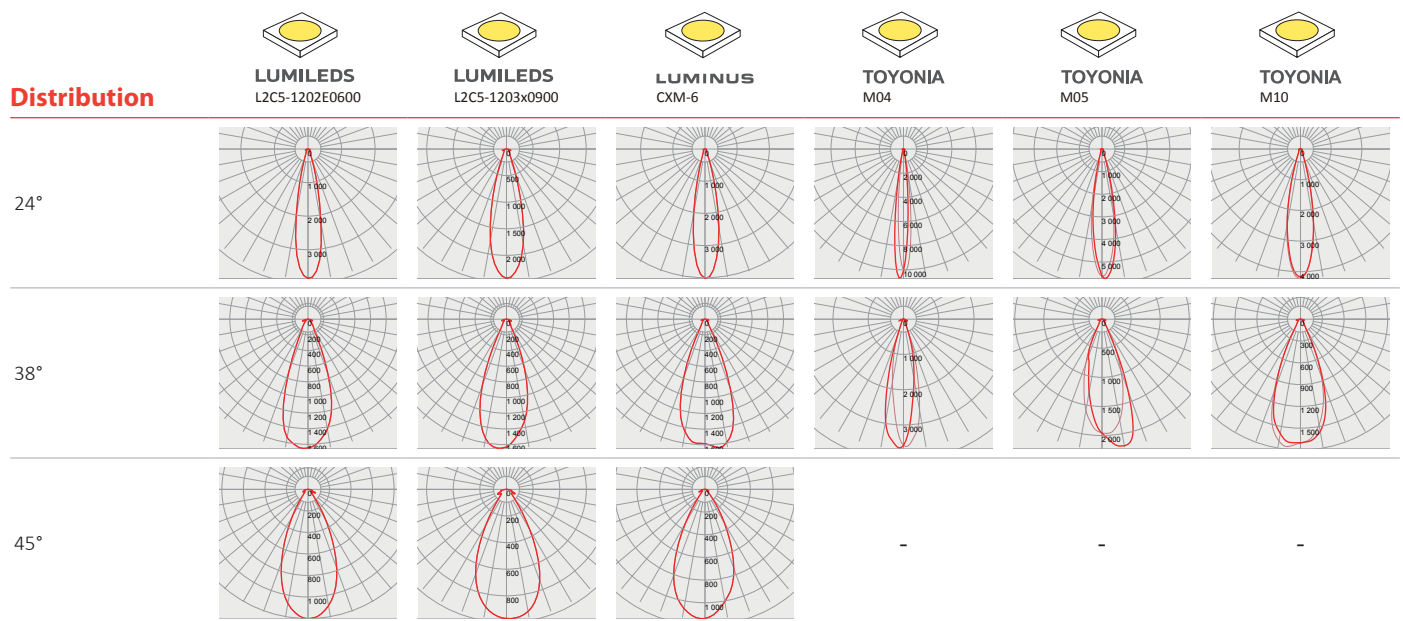 LUMILEDS LUMILEDS LUMINUS TOYONIA TOYONIA TOYONIA
Distribution L2C5-1202E0600 L2C5-1203x0900 CXM-6 M04 M05 M10
24°
0 1 000 2 000 3 000
0 500 1 000 1 500 2 000
0 1 000 3 000
0 2 000 4 000 6 000 8 000 10 000
0 1 000 2 000 3 000 4 000 5 000
0 1 000 2 000 3 000 4 000
38°
0 200 400 600 800 1 000 1 200 1 400 1 600
0 200 400 600 800 1 000 1 200 1 400 1 600
0 200 400 600 800 1 000 1 200 1 400 1 600
0 1 000 2 000 3 000
0 500 1 000 1 500 2 000
0 300 600 900 1 200 1 500
45°
0 200 400 600 800 1 000
0 200 400 600 800
0 200 400 600 800 1 000
- - -